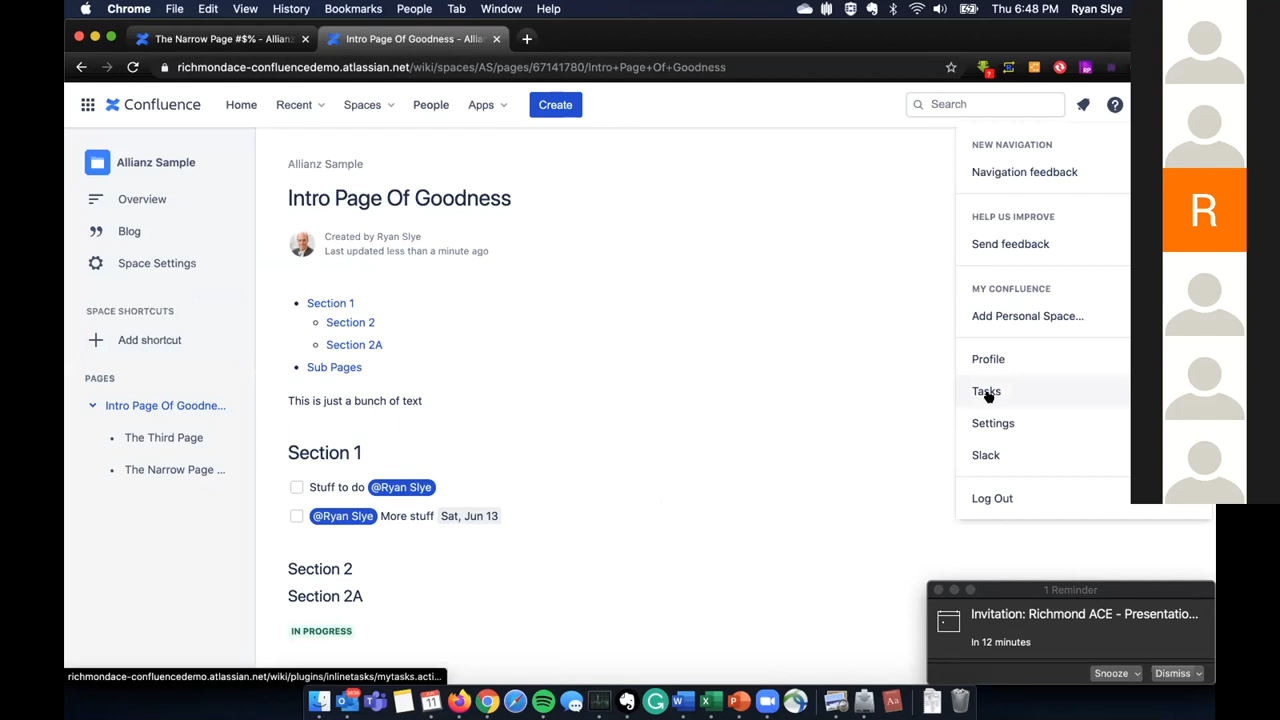 Chrome File Edit View History Bookmarks People Tab Window Help Thu 6:48 PM Ryan Slye
The Narrow Page #$% - Allian: Intro Page Of Goodness - Allia
richmondace-confluencedemo.atlassian.net/wiki/spaces/AS/pages/67141780/Intro+Page+Of+Goodness
Confluence Home Recent Spaces People Apps Create Search
Allianz Sample
Overview
Blog
Space Settings
SPACE SHORTCUTS
Add shortcut
PAGES
Intro Page Of Goodne...
The Third Page
The Narrow Page ...
Allianz Sample
Intro Page Of Goodness
Created by Ryan Slye
Last updated less than a minute ago
Section 1
Section 2
Section 2A
Sub Pages
This is just a bunch of text
Section 1
Stuff to do @Ryan Slye
@Ryan Slye More stuff Sat, Jun 13
Section 2
Section 2A
IN PROGRESS
NEW NAVIGATION
Navigation feedback
HELP US IMPROVE
Send feedback
MY CONFLUENCE
Add Personal Space...
Profile
Tasks
Settings
Slack
Log Out
R
1 Reminder
Invitation: Richmond ACE - Presentatio...
In 12 minutes
Snooze Dismiss
richmondace-confluencedemo.atlassian.net/wiki/plugins/inlinetasks/mytasks.acti...